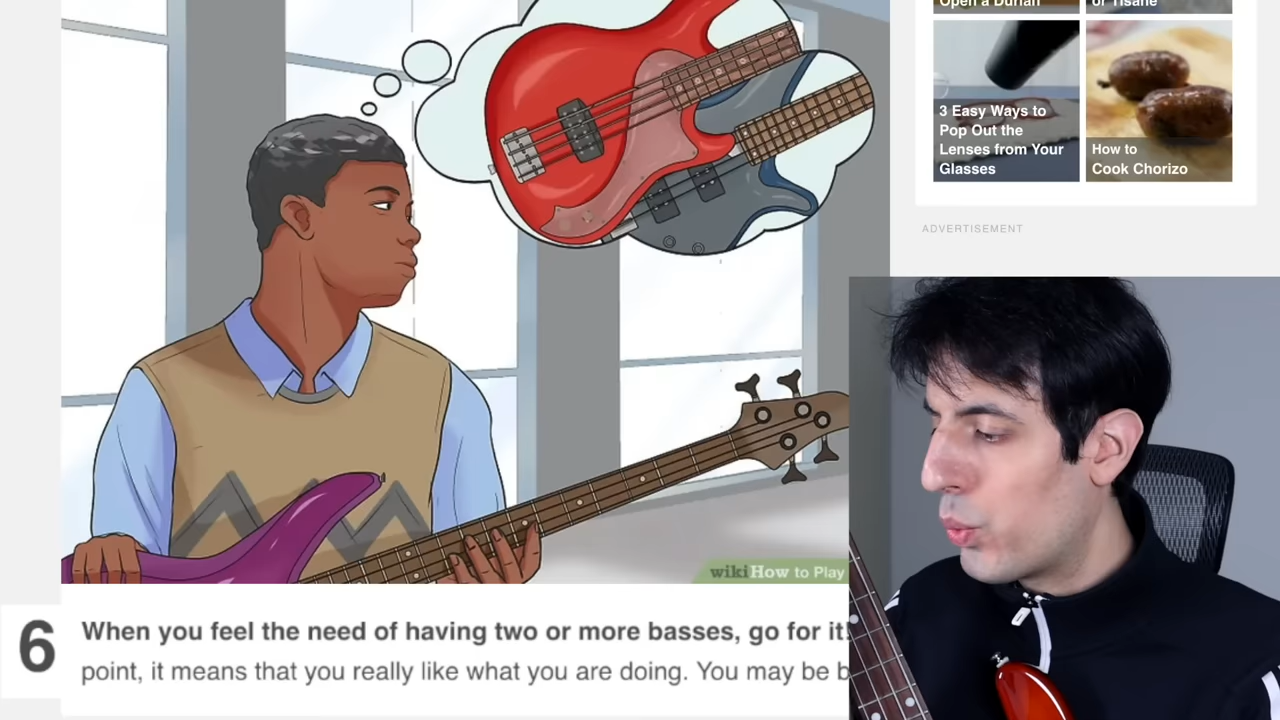 Open a Durian
or Tisane
3 Easy Ways to
Pop Out the
Lenses from Your
Glasses
How to
Cook Chorizo
ADVERTISEMENT
wikiHow to Play
6
When you feel the need of having two or more basses, go for it!
point, it means that you really like what you are doing. You may be b